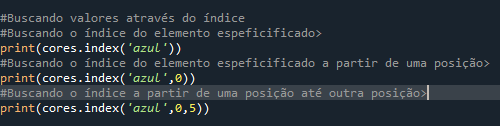 #Buscando valores através do índice
#Buscando o índice do elemento espeficificado>
print(cores.index('azul'))
#Buscando o índice do elemento espeficificado a partir de uma posição>
print(cores.index('azul',0))
#Buscando o índice a partir de uma posição até outra posição>
print(cores.index('azul',0,5))